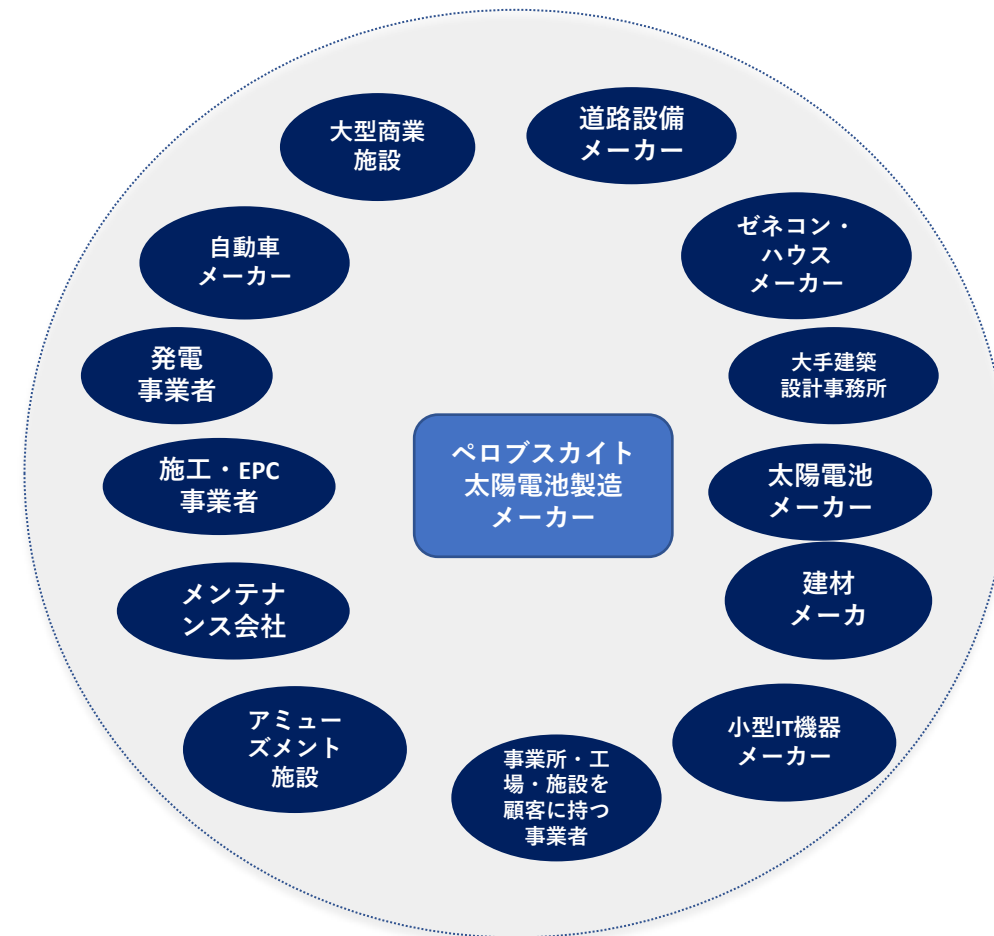 大型商業
施設
道路設備
メーカー
自動車
メーカー
ゼネコン・
ハウス
メーカー
発電
事業者
大手建築
設計事務所
施工・EPC
事業者
ペロブスカイト
太陽電池製造
メーカー
太陽電池
メーカー
メンテナ
ンス会社
建材
メーカ
アミュー
ズメント
施設
事業所・工
場・施設を
顧客に持つ
事業者
小型IT機器
メーカー